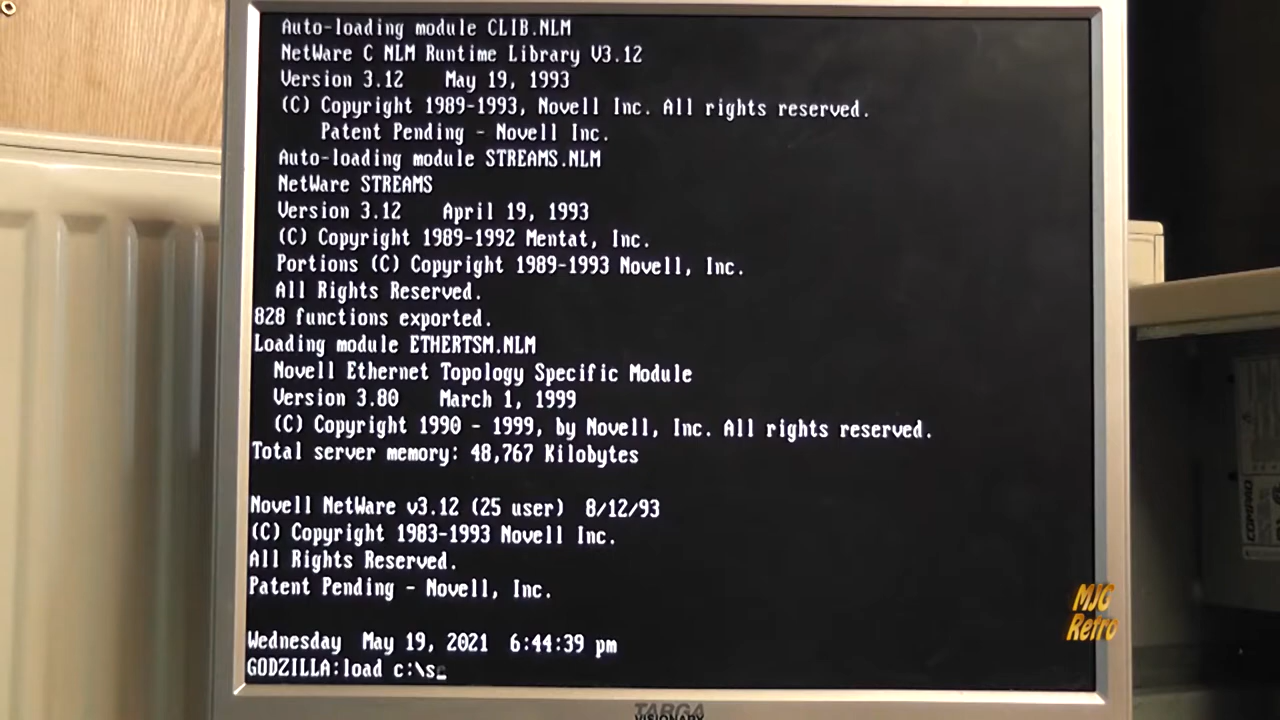 Auto-loading module CLIB.NLM
NetWare C NLM Runtime Library V3.12
Version 3.12    May 19, 1993
(C) Copyright 1989-1993, Novell Inc. All rights reserved.
Patent Pending - Novell Inc.
Auto-loading module STREAMS.NLM
NetWare STREAMS
Version 3.12    April 19, 1993
(C) Copyright 1989-1992 Mentat, Inc.
Portions (C) Copyright 1989-1993 Novell, Inc.
All Rights Reserved.
828 functions exported.
Loading module ETHERTSM.NLM
Novell Ethernet Topology Specific Module
Version 3.80    March 1, 1999
(C) Copyright 1990 - 1999, by Novell, Inc. All rights reserved.
Total server memory: 48,767 Kilobytes
Novell NetWare v3.12 (25 user)  8/12/93
(C) Copyright 1983-1993 Novell Inc.
All Rights Reserved.
Patent Pending - Novell, Inc.
Wednesday  May 19, 2021  6:44:39 pm
GODZILLA:load c:\s_
MJG
Retro
TARGA
VISIONARY
COMPAQ